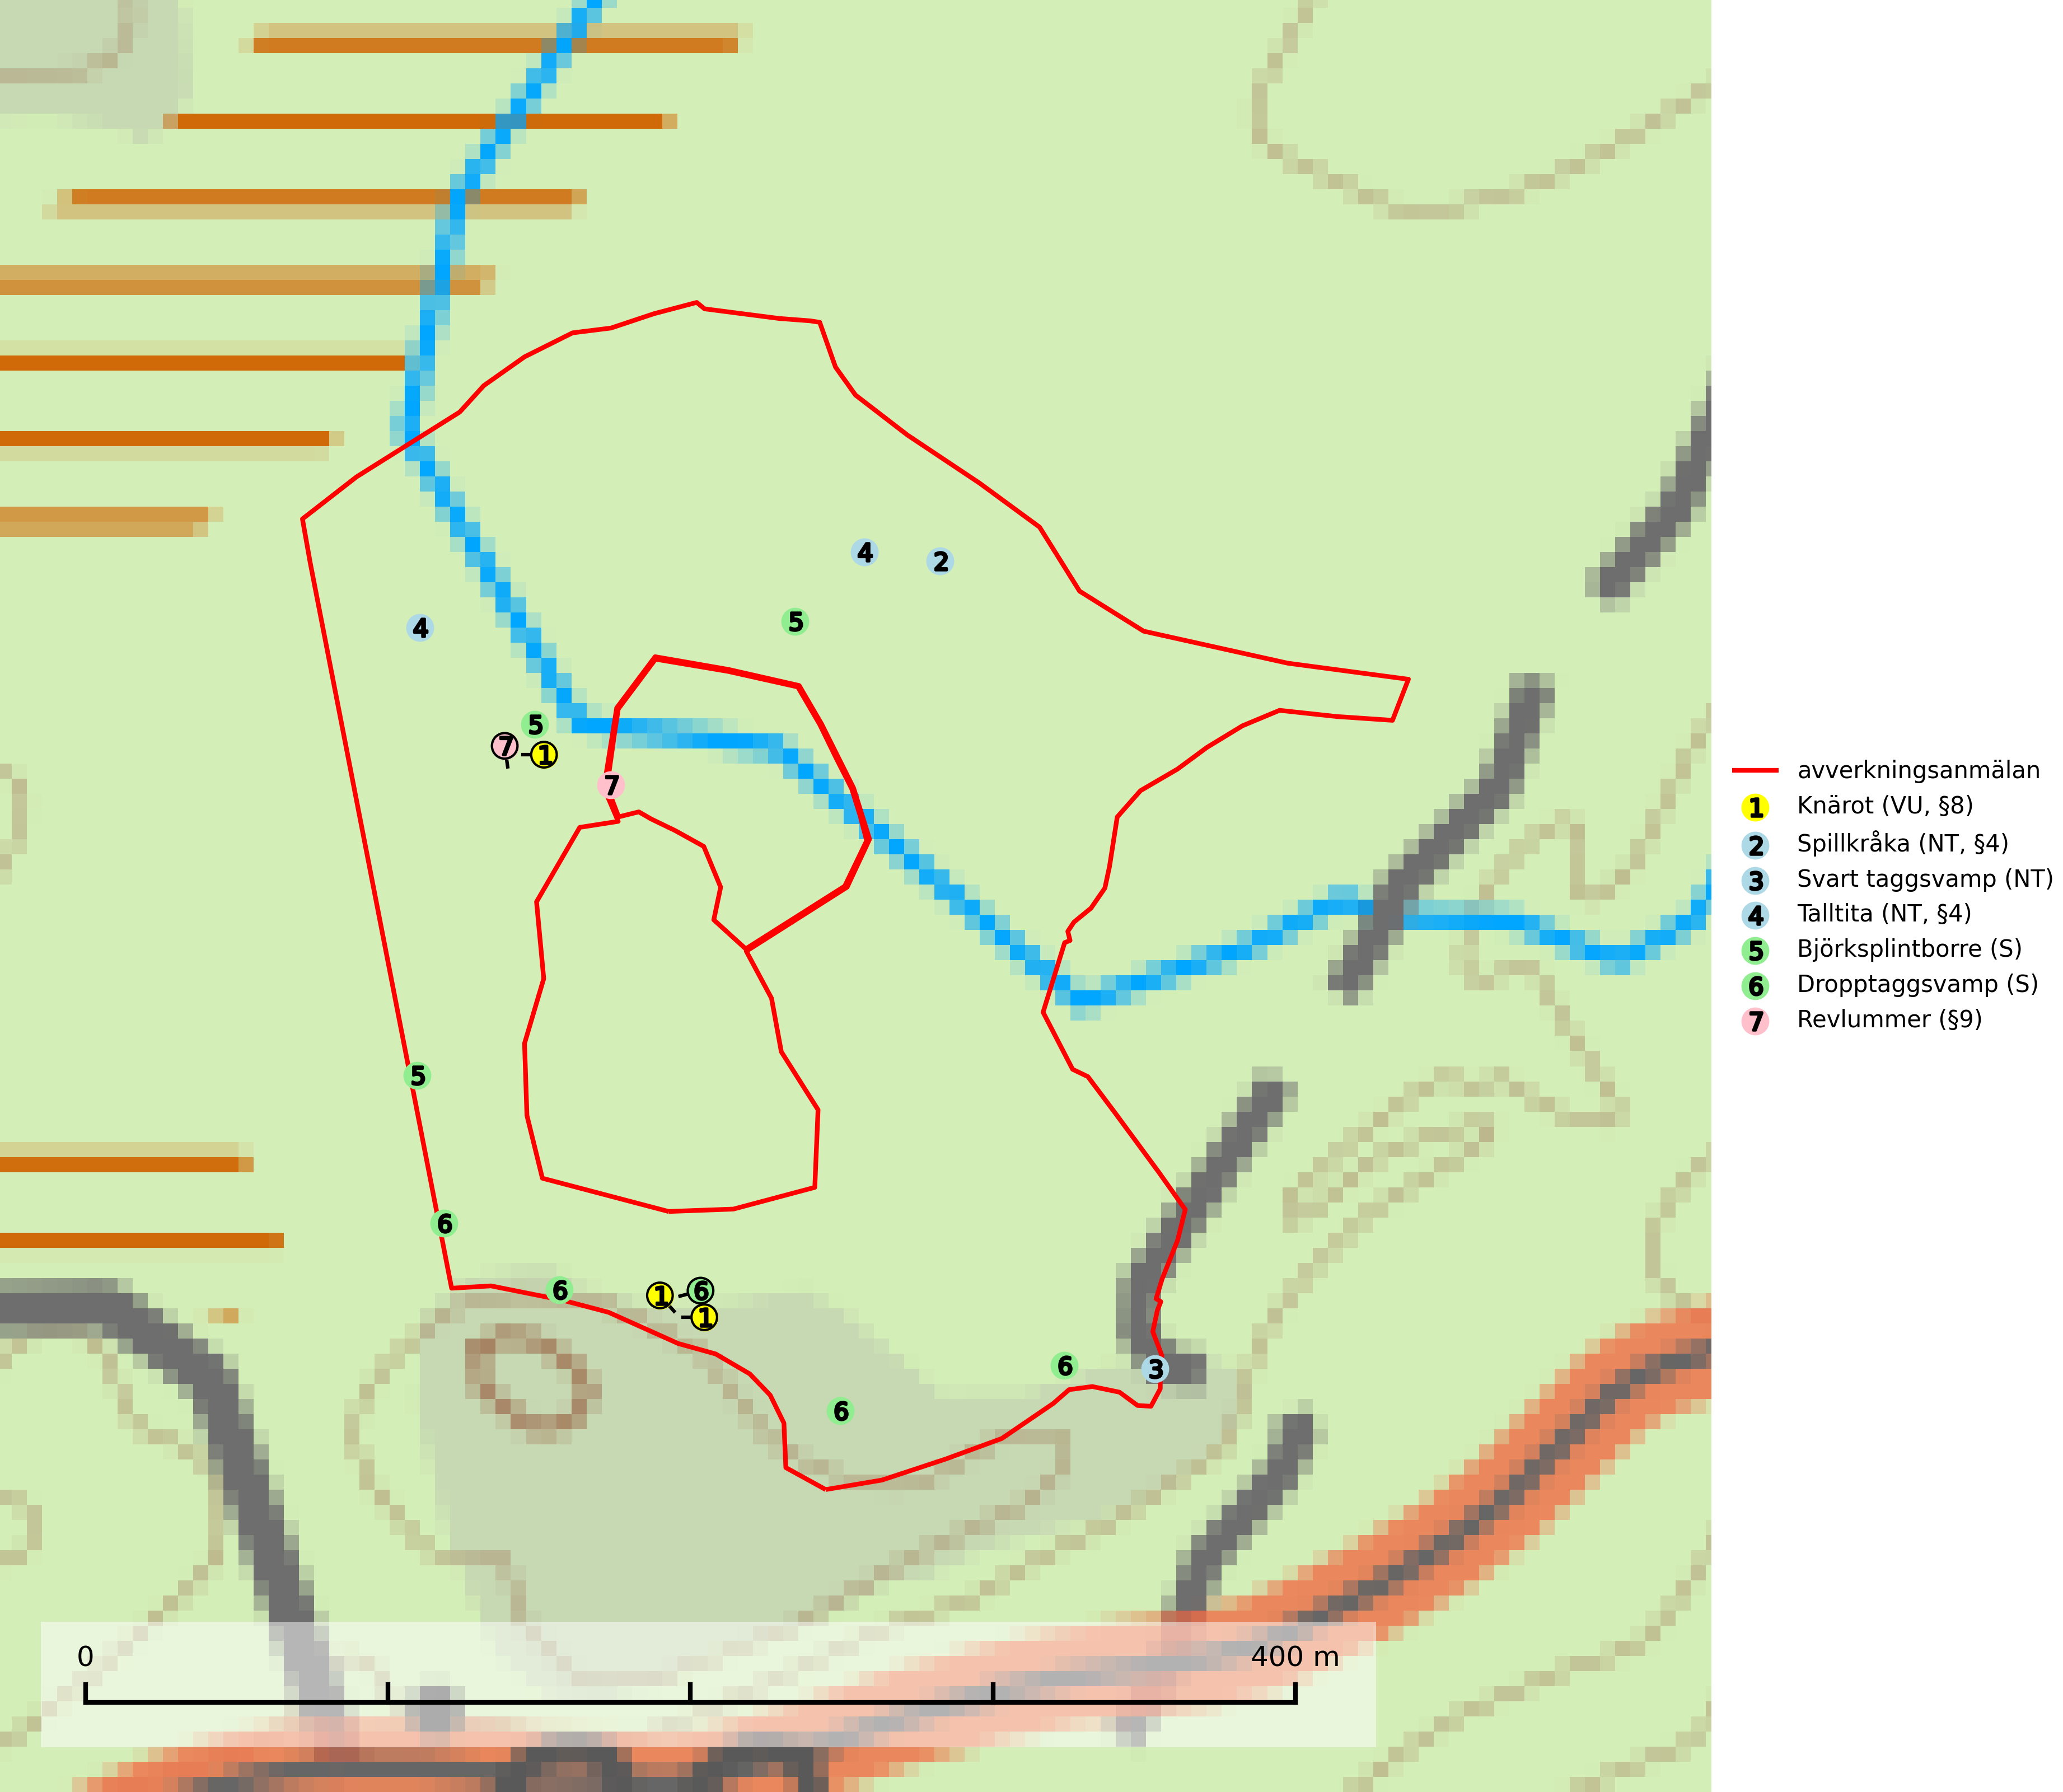 4
2
5
4
5
7
1
7
5
6
6
1
6
1
6
3
6
0
400 m
avverkningsanmälan
1 Knärot (VU, §8)
2 Spillkråka (NT, §4)
3 Svart taggsvamp (NT)
4 Talltita (NT, §4)
5 Björksplintborre (S)
6 Dropptaggsvamp (S)
7 Revlummer (§9)